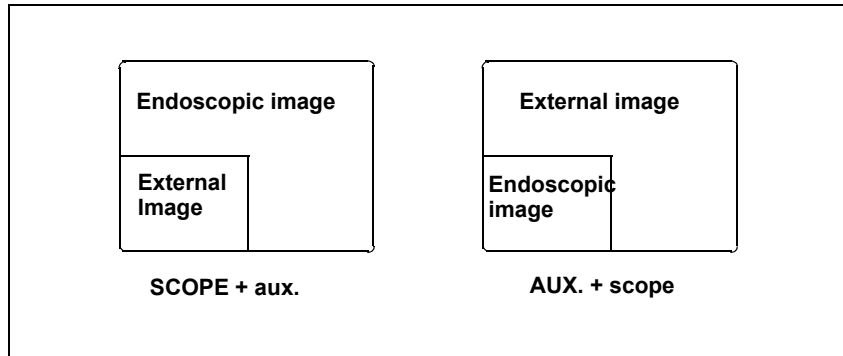 Endoscopic image
External
Image
SCOPE + aux.
External image
Endoscopic
image
AUX. + scope